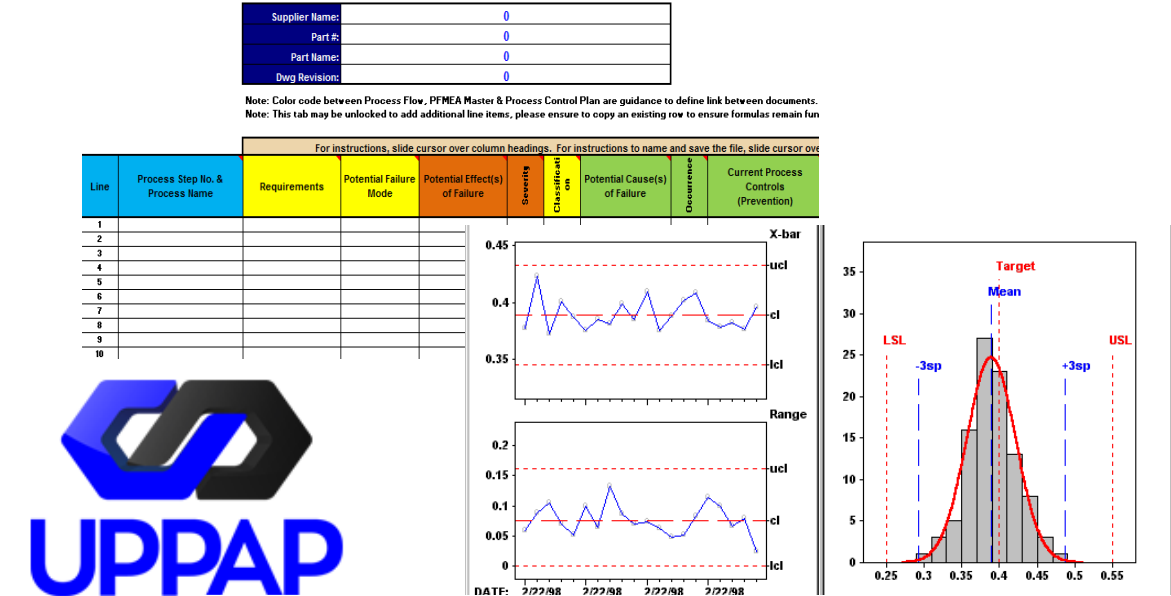 Supplier Name: 0
Part #: 0
Part Name: 0
Dwg Revision: 0
Note: Color code between Process Flow, PFMEA Master & Process Control Plan are guidance to define link between documents.
Note: This tab may be unlocked to add additional line items, please ensure to copy an existing row to ensure formulas remain fun
For instructions, slide cursor over column headings. For instructions to name and save the file, slide cursor ove
Line
Process Step No. &
Process Name
Requirements
Potential Failure
Mode
Potential Effect(s)
of Failure
Severity
Classificati
on
Potential Cause(s)
of Failure
Occurrence
Current Process
Controls
(Prevention)
1
2
3
4
5
6
7
8
9
10
X-bar
0.45
0.4
0.35
ucl
cl
lcl
Range
0.2
0.15
0.1
0.05
0
ucl
cl
lcl
DATE: 2/22/98 2/22/98 2/22/98 2/22/98
35
30
25
20
15
10
5
0
Target
Mean
LSL
USL
-3sp
+3sp
0.25 0.3 0.35 0.4 0.45 0.5 0.55
UPPAP